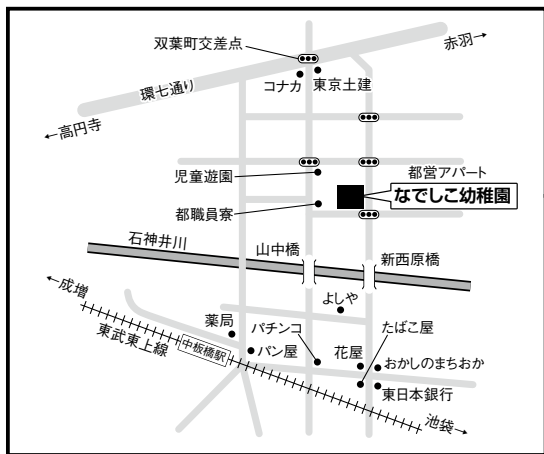 双葉町交差点
赤羽→
コナカ
東京土建
環七通り
←高円寺
児童遊園
都営アパート
なでしこ幼稚園
都職員寮
石神井川
山中橋
新西原橋
←成増
よしや
薬局
パチンコ
たばこ屋
東武東上線
中板橋駅
パン屋
花屋
おかしのまちおか
東日本銀行
池袋→